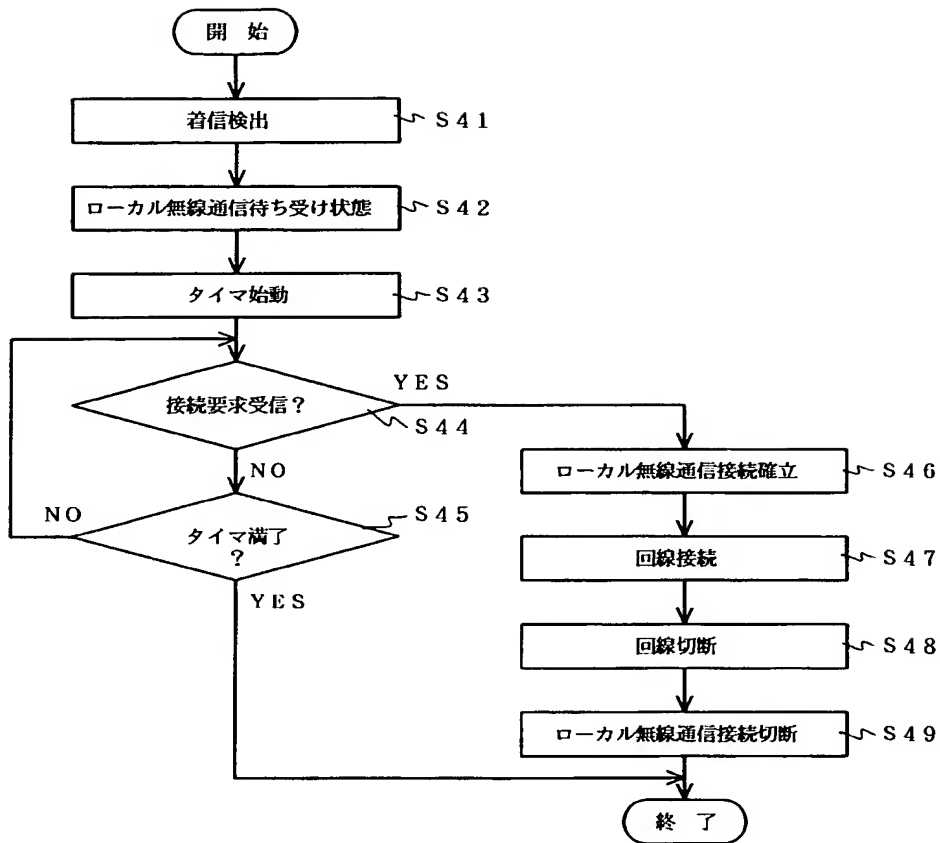 開 始
着信検出
S41
ローカル無線通信待ち受け状態
S42
タイマ始動
S43
接続要求受信?
YES
S44
NO
タイマ満了
?
S45
NO
YES
ローカル無線通信接続確立
S46
回線接続
S47
回線切断
S48
ローカル無線通信接続切断
S49
終 了